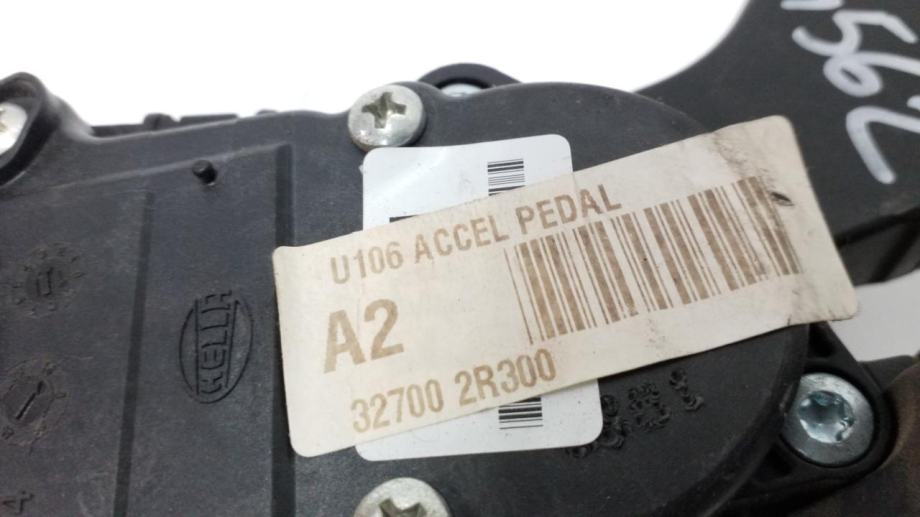 U106 ACCEL PEDAL
A2
32700 2R300
HELLA